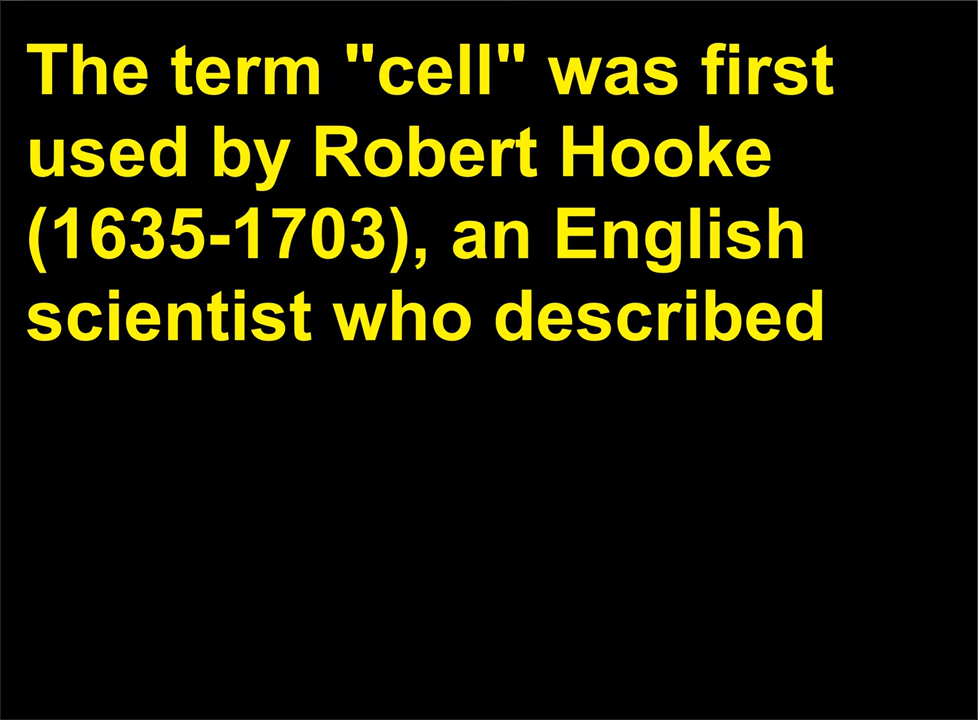 The term "cell" was first
used by Robert Hooke
(1635-1703), an English
scientist who described